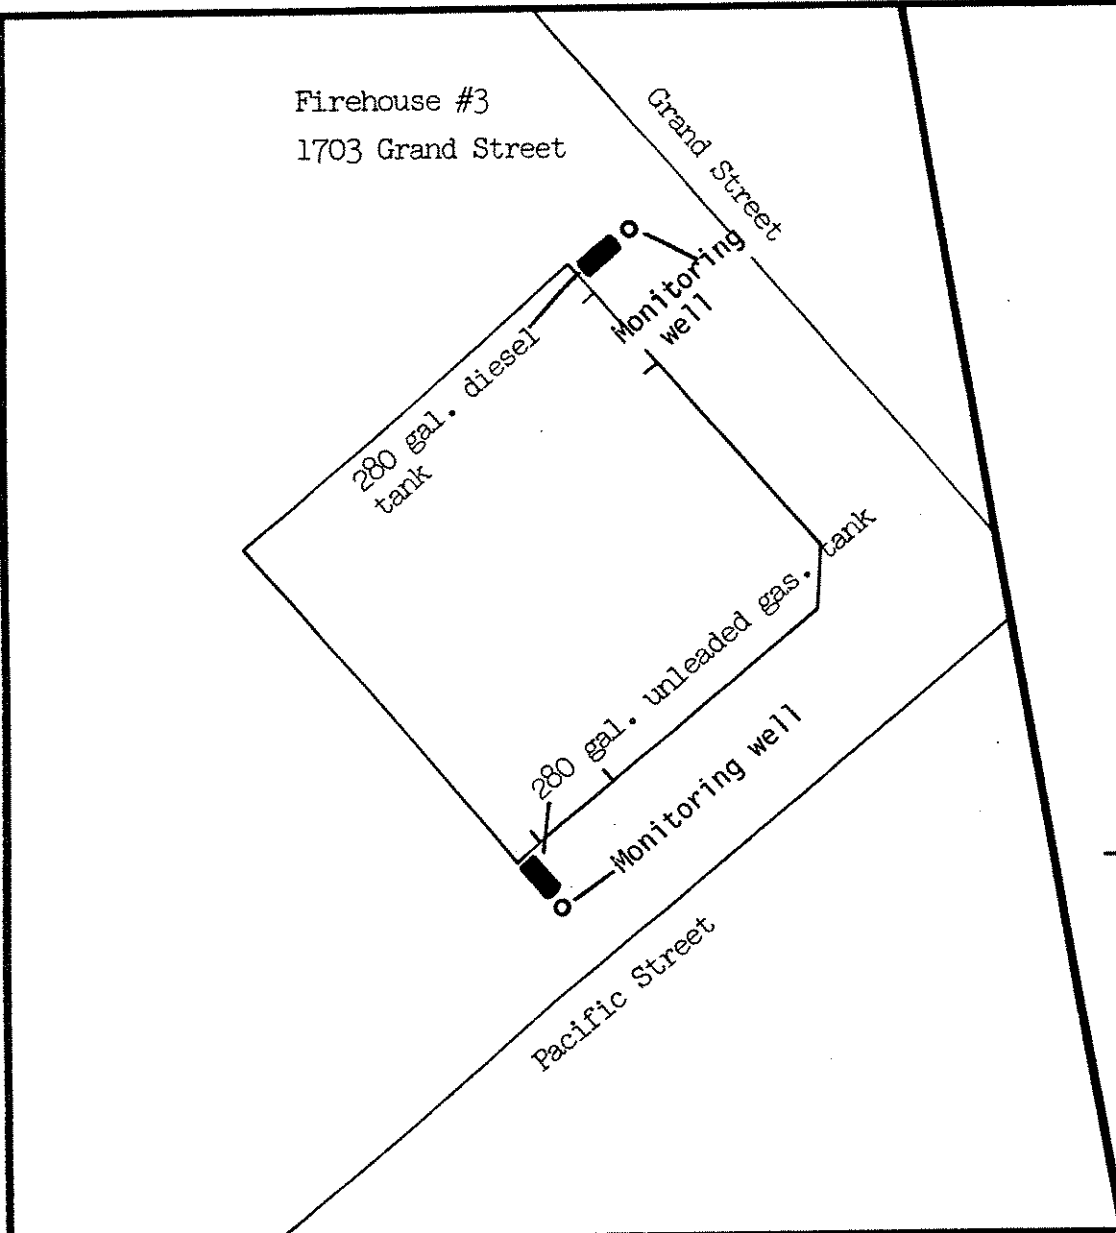 Firehouse #3
1703 Grand Street
Grand Street
Monitoring
well
280 gal. diesel
tank
280 gal. unleaded gas. tank
Monitoring well
Pacific Street